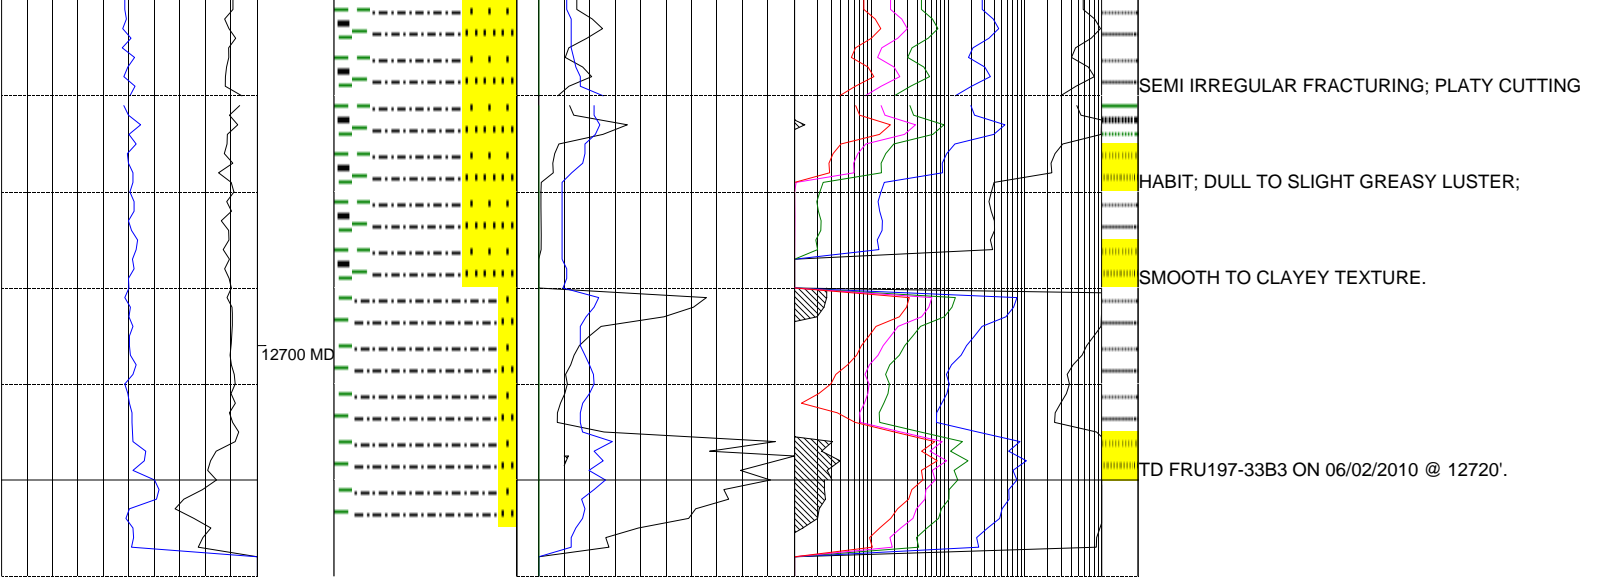 SEMI IRREGULAR FRACTURING; PLATY CUTTING
HABIT; DULL TO SLIGHT GREASY LUSTER;
SMOOTH TO CLAYEY TEXTURE.
12700 MD
TD FRU197-33B3 ON 06/02/2010 @ 12720'.